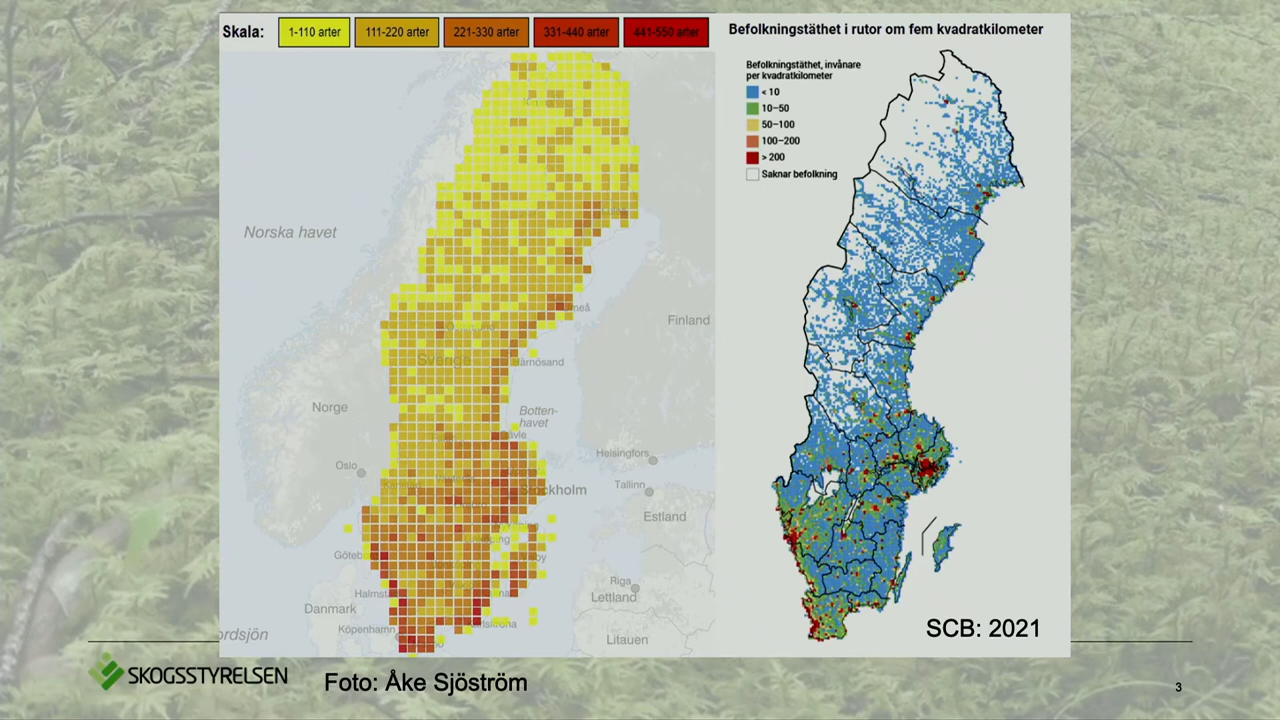 Skala:
1-110 arter
111-220 arter
221-330 arter
331-440 arter
441-550 arter
Norska havet
Sverige
Norge
Finland
Härnösand
Botten-
havet
Oslo
Helsingfors
Stockholm
Tallinn
Estland
Göteb
Halmst
Riga
Lettland
Danmark
Köpenhamn
Litauen
ordsjön
Befolkningstäthet i rutor om fem kvadratkilometer
Befolkningstäthet, invånare
per kvadratkilometer
< 10
10–50
50–100
100–200
> 200
Saknar befolkning
SCB: 2021
SKOGSSTYRELSEN
Foto: Åke Sjöström
3